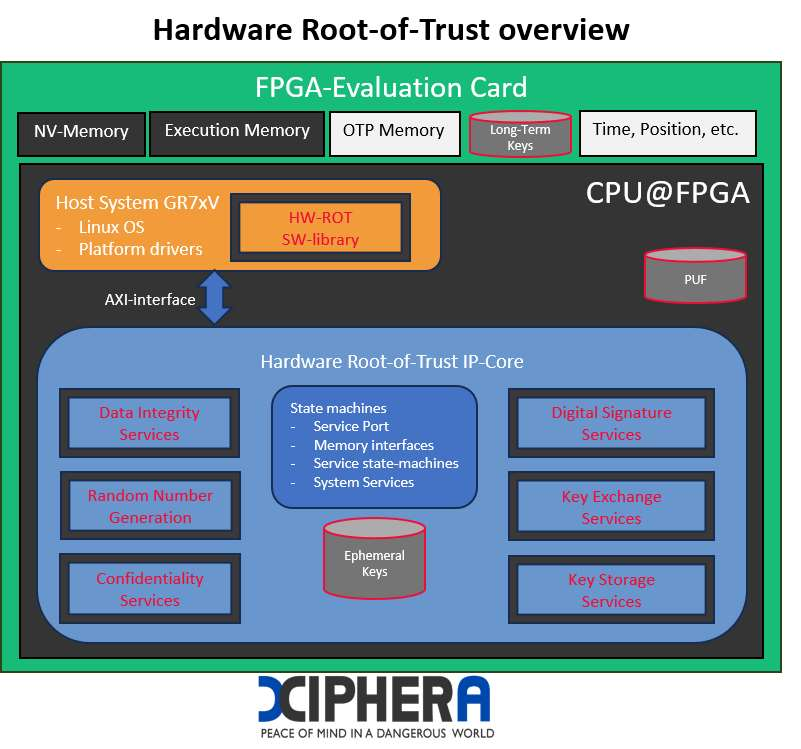 Hardware Root-of-Trust overview
FPGA-Evaluation Card
NV-Memory
Execution Memory
OTP Memory
Long-Term
Keys
Time, Position, etc.
CPU@FPGA
Host System GR7xV
- Linux OS
- Platform drivers
HW-ROT
SW-library
PUF
AXI-interface
Hardware Root-of-Trust IP-Core
Data Integrity
Services
Random Number
Generation
Confidentiality
Services
State machines
- Service Port
- Memory interfaces
- Service state-machines
- System Services
Ephemeral
Keys
Digital Signature
Services
Key Exchange
Services
Key Storage
Services
XIPHERA
PEACE OF MIND IN A DANGEROUS WORLD